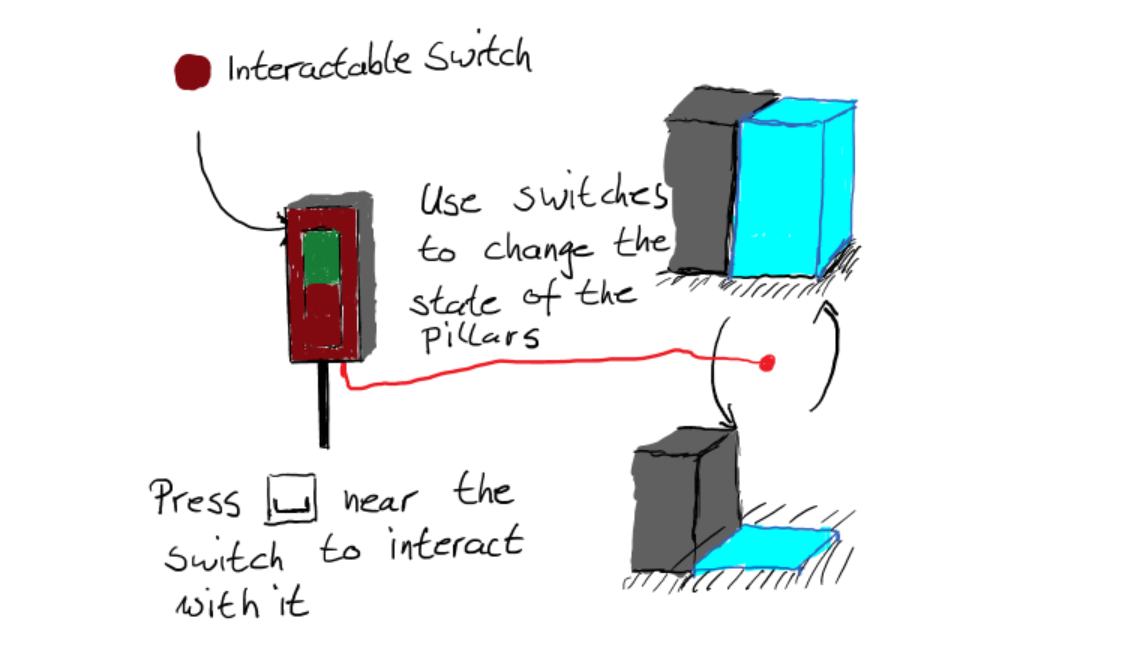 Interactable Switch
Use switches
to change the
state of the
pillars
Press ⎵ near the
switch to interact
with it